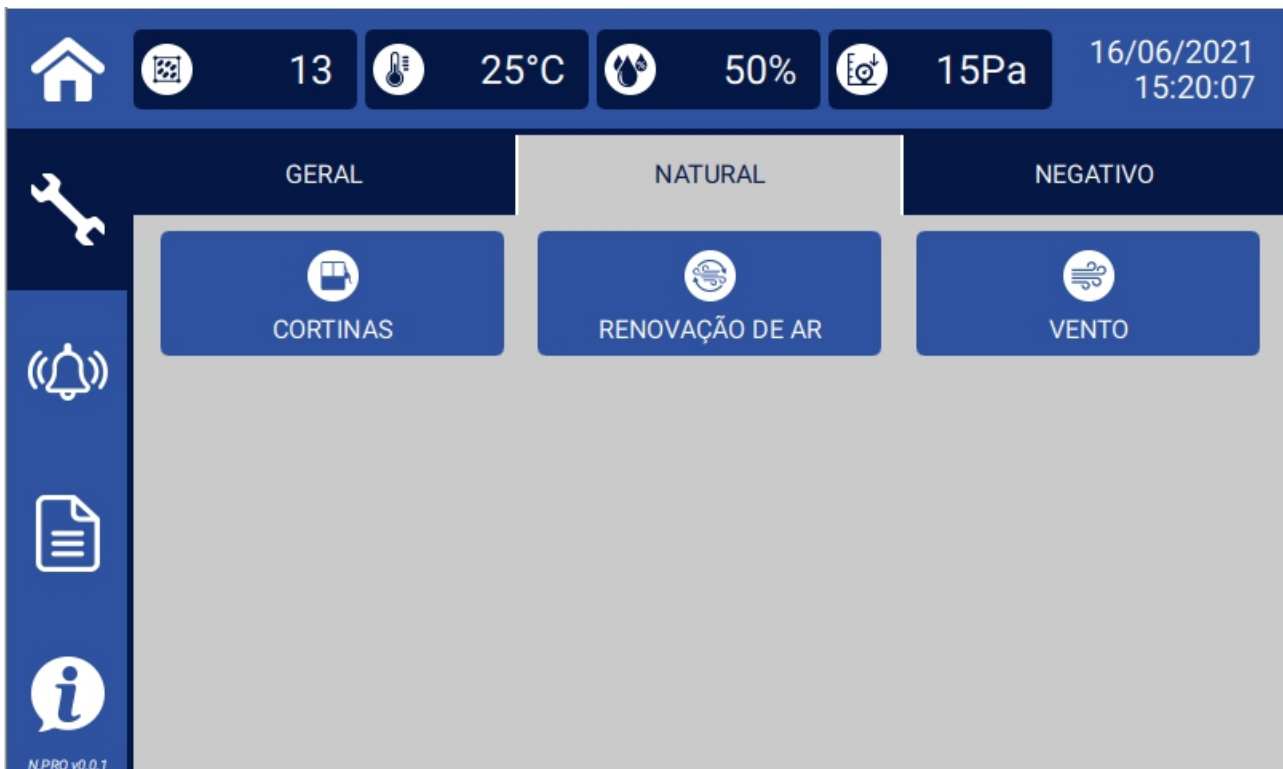 13
25°C
50%
15Pa
16/06/2021
15:20:07
GERAL
NATURAL
NEGATIVO
CORTINAS
RENOVAÇÃO DE AR
VENTO
N.PRO v0.0.1